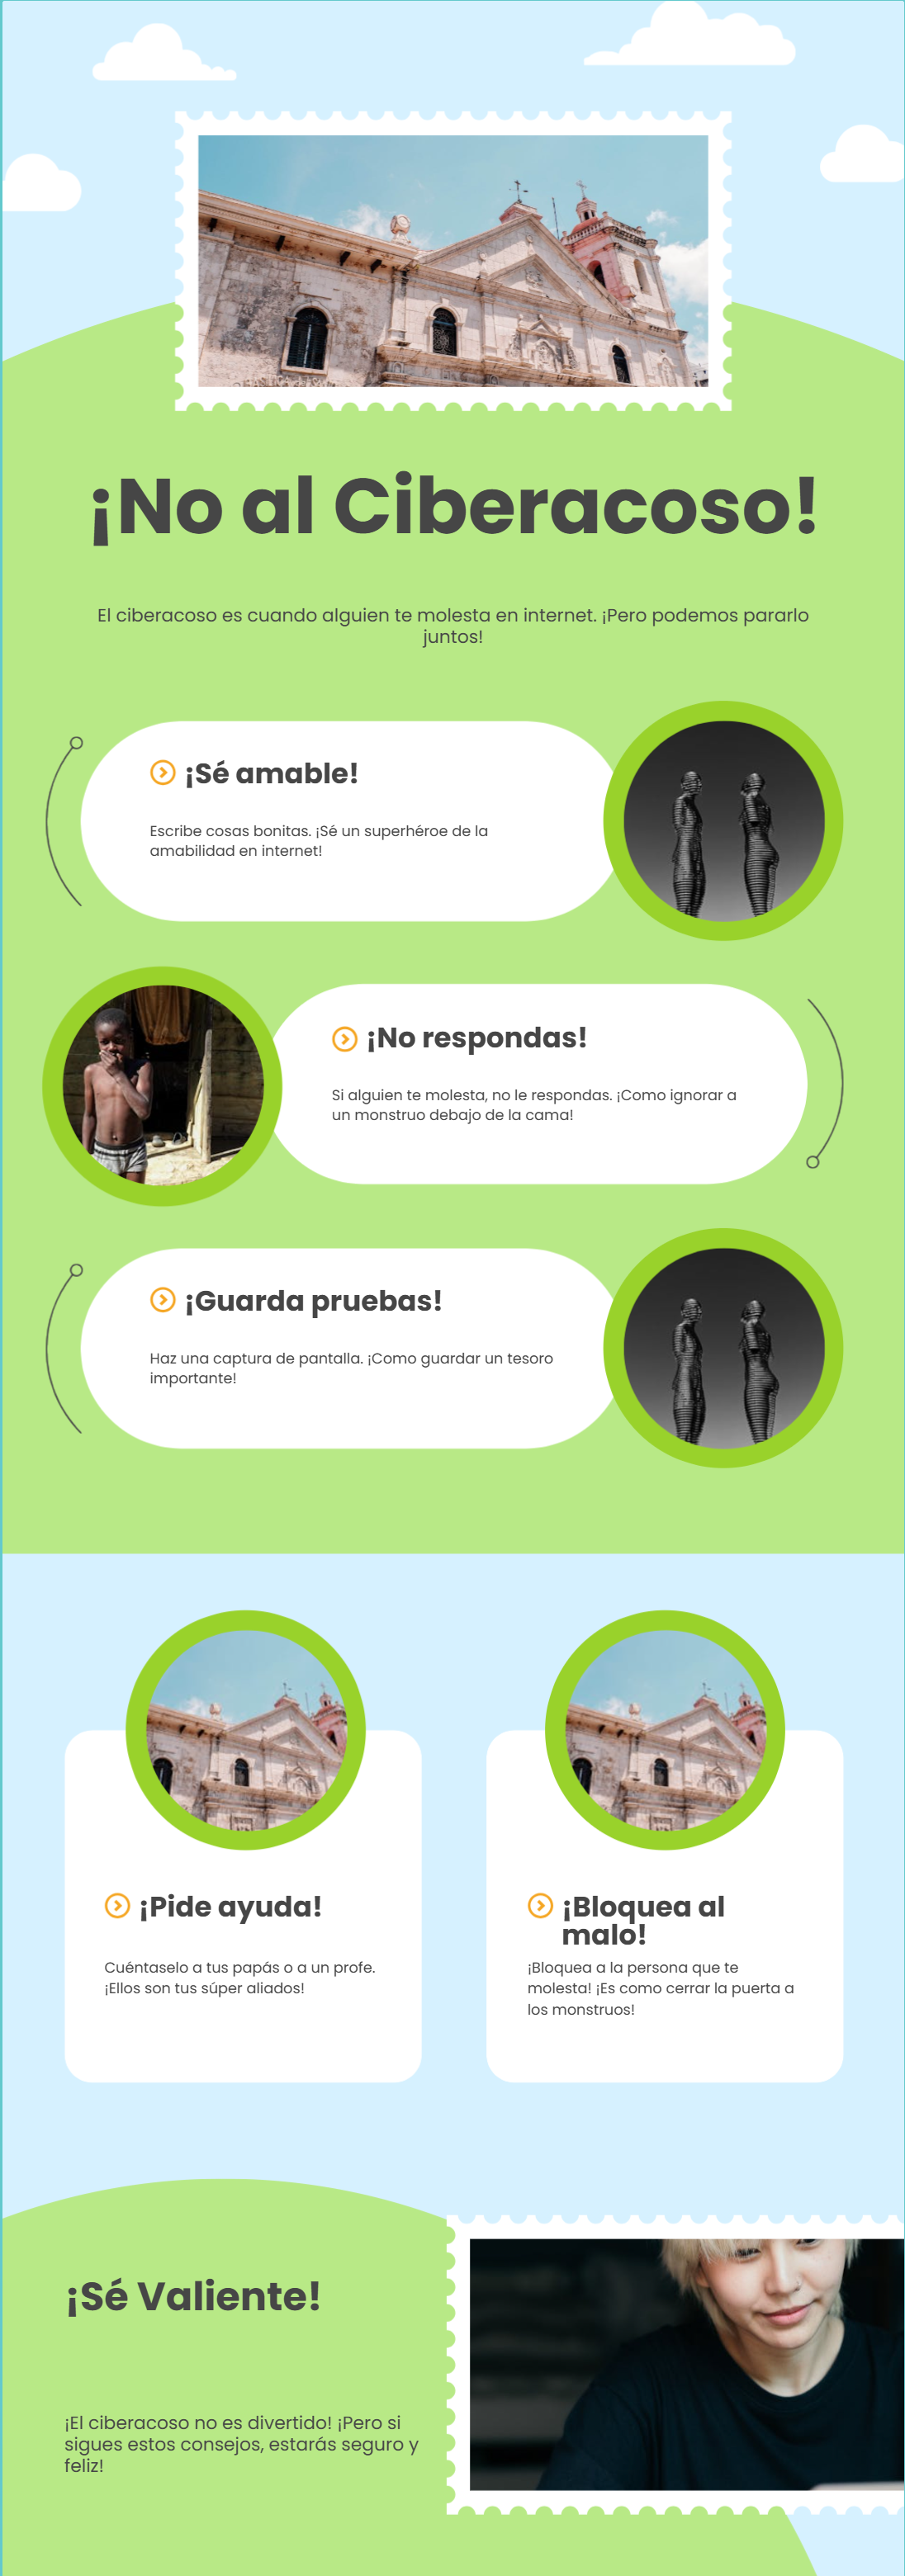 ¡No al Ciberacoso!
El ciberacoso es cuando alguien te molesta en internet. ¡Pero podemos pararlo
juntos!
¡Sé amable!
Escribe cosas bonitas. ¡Sé un superhéroe de la
amabilidad en internet!
¡No respondas!
Si alguien te molesta, no le respondas. ¡Como ignorar a
un monstruo debajo de la cama!
¡Guarda pruebas!
Haz una captura de pantalla. ¡Como guardar un tesoro
importante!
¡Pide ayuda!
Cuéntaselo a tus papás o a un profe.
¡Ellos son tus súper aliados!
¡Bloquea al
malo!
¡Bloquea a la persona que te
molesta! ¡Es como cerrar la puerta a
los monstruos!
¡Sé Valiente!
¡El ciberacoso no es divertido! ¡Pero si
sigues estos consejos, estarás seguro y
feliz!